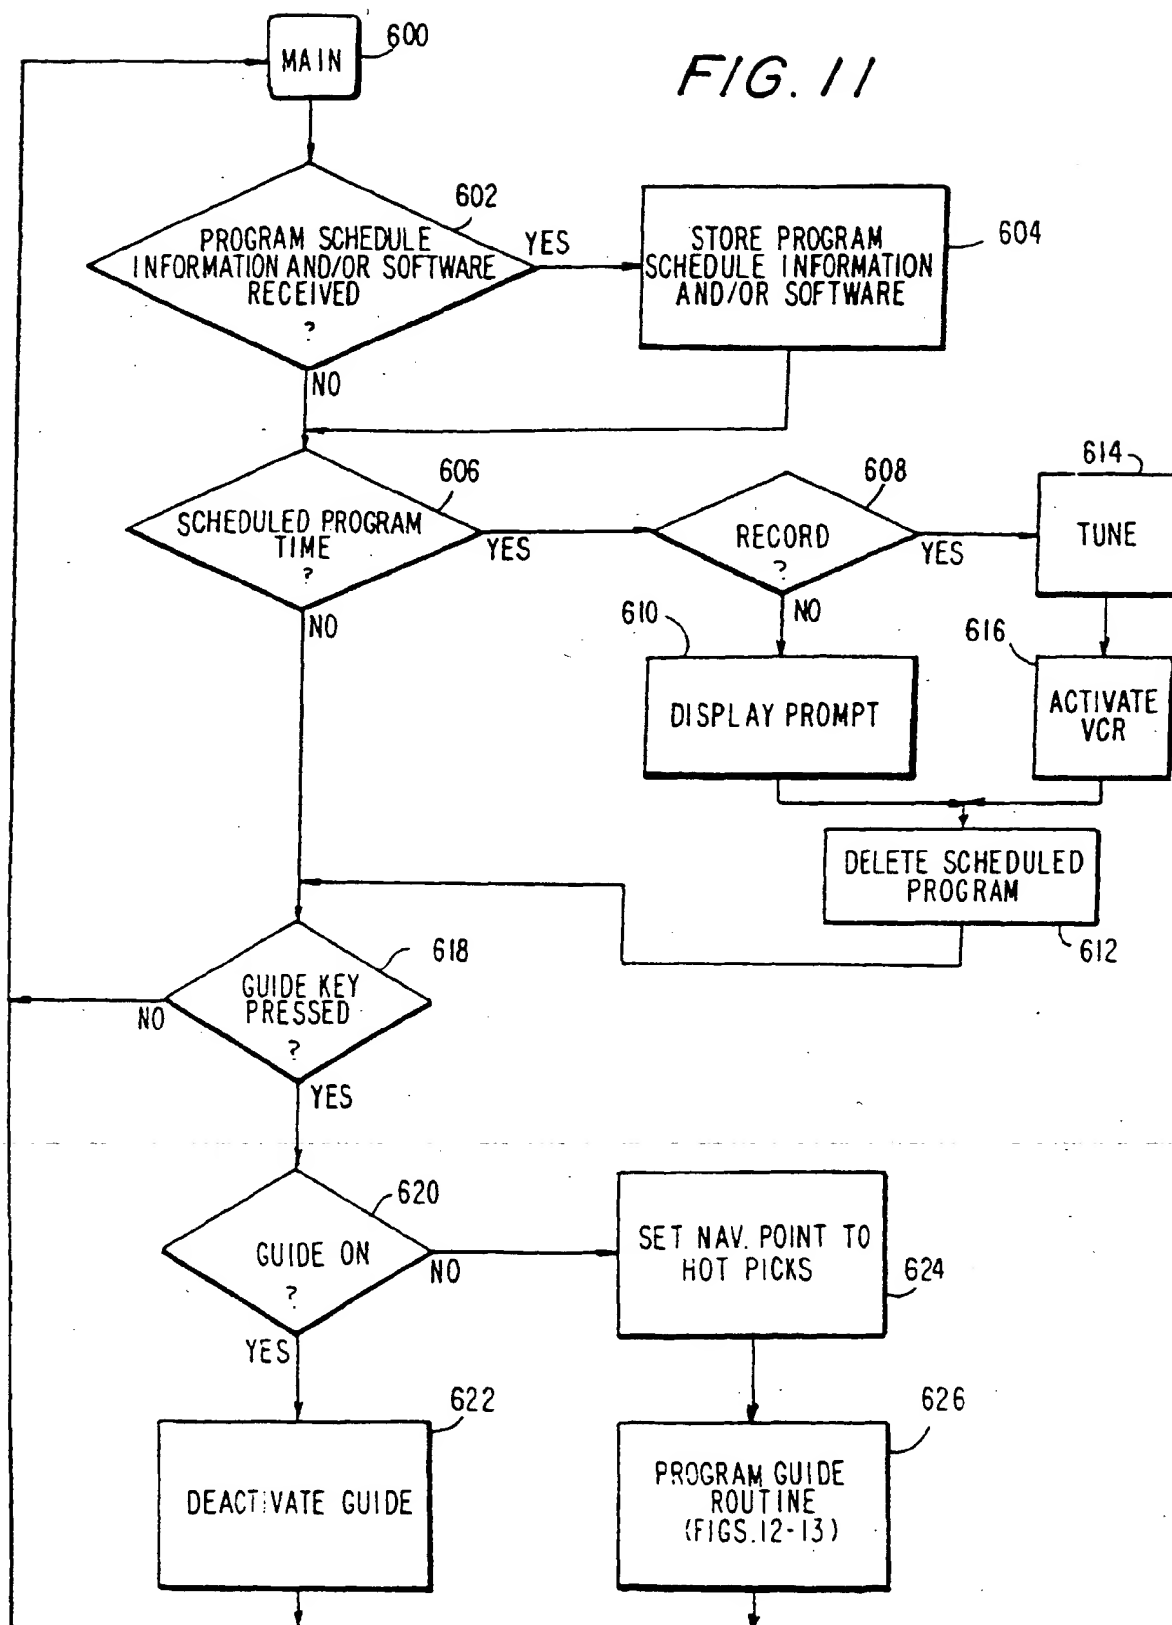 MAIN
600
FIG. 11
PROGRAM SCHEDULE
INFORMATION AND/OR SOFTWARE
RECEIVED
?
602
YES
STORE PROGRAM
SCHEDULE INFORMATION
AND/OR SOFTWARE
604
NO
SCHEDULED PROGRAM
TIME
?
606
YES
RECORD
?
608
YES
614
TUNE
NO
NO
610
DISPLAY PROMPT
616
ACTIVATE
VCR
DELETE SCHEDULED
PROGRAM
612
GUIDE KEY
PRESSED
?
618
NO
YES
GUIDE ON
?
620
NO
SET NAV. POINT TO
HOT PICKS
624
YES
622
DEACTIVATE GUIDE
626
PROGRAM GUIDE
ROUTINE
(FIGS.12-13)